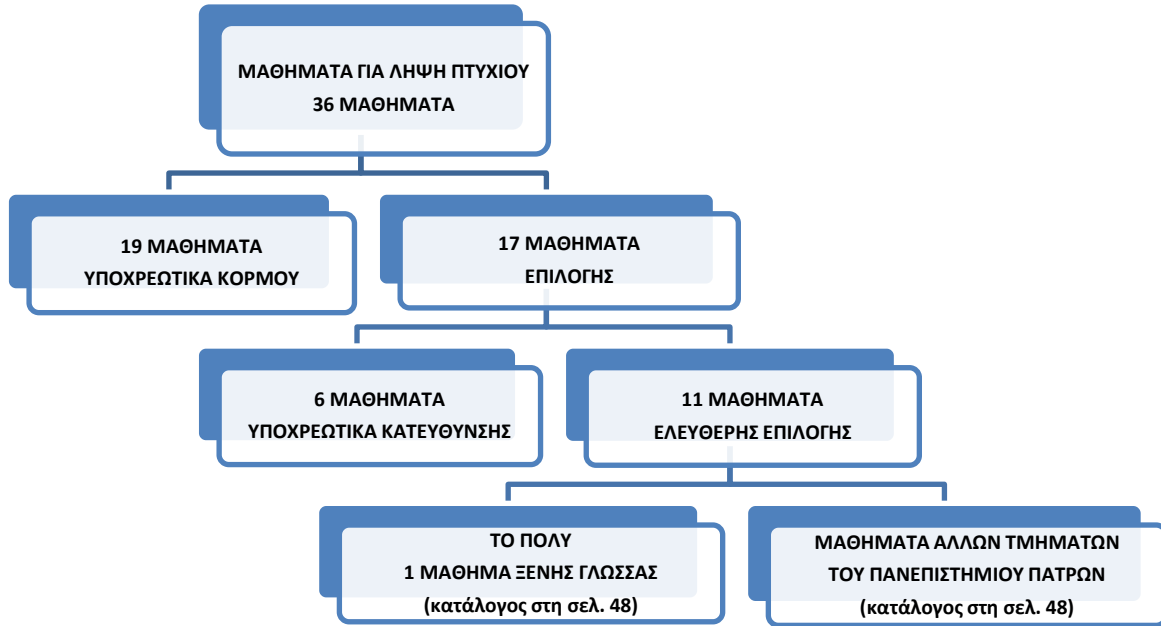 ΜΑΘΗΜΑΤΑ ΓΙΑ ΛΗΨΗ ΠΤΥΧΙΟΥ
36 ΜΑΘΗΜΑΤΑ
19 ΜΑΘΗΜΑΤΑ
ΥΠΟΧΡΕΩΤΙΚΑ ΚΟΡΜΟΥ
17 ΜΑΘΗΜΑΤΑ
ΕΠΙΛΟΓΗΣ
6 ΜΑΘΗΜΑΤΑ
ΥΠΟΧΡΕΩΤΙΚΑ ΚΑΤΕΥΘΥΝΣΗΣ
11 ΜΑΘΗΜΑΤΑ
ΕΛΕΥΘΕΡΗΣ ΕΠΙΛΟΓΗΣ
ΤΟ ΠΟΛΥ
1 ΜΑΘΗΜΑ ΞΕΝΗΣ ΓΛΩΣΣΑΣ
(κατάλογος στη σελ. 48)
ΜΑΘΗΜΑΤΑ ΑΛΛΩΝ ΤΜΗΜΑΤΩΝ
ΤΟΥ ΠΑΝΕΠΙΣΤΗΜΙΟΥ ΠΑΤΡΩΝ
(κατάλογος στη σελ. 48)